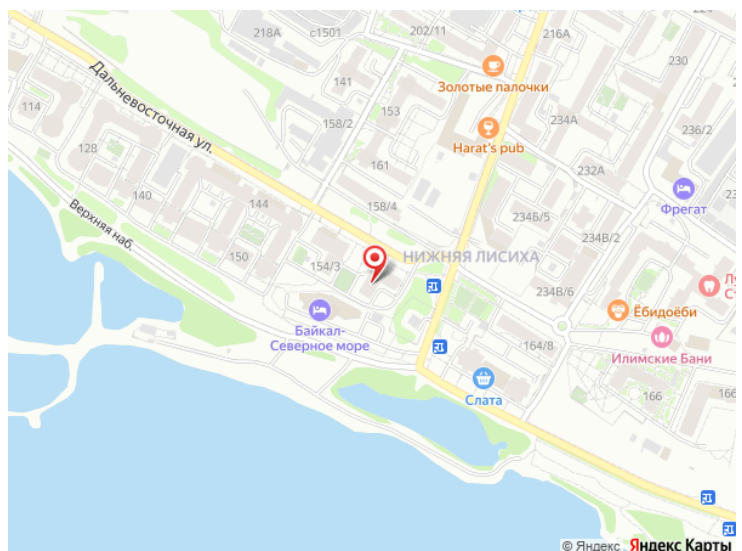 218А
с1501
202/11
216А
230
141
Золотые палочки
158/2
153
234А
236/2
Дальневосточная ул.
114
Harat's pub
128
161
232А
140
144
158/4
Фрегат
234Б/5
234В/2
Верхняя наб.
150
154/3
НИЖНЯЯ ЛИСИХА
234В/6
Ёбидоёби
Байкал-
Северное море
164/8
Илимские Бани
Слата
166
© Яндекс Яндекс Карты